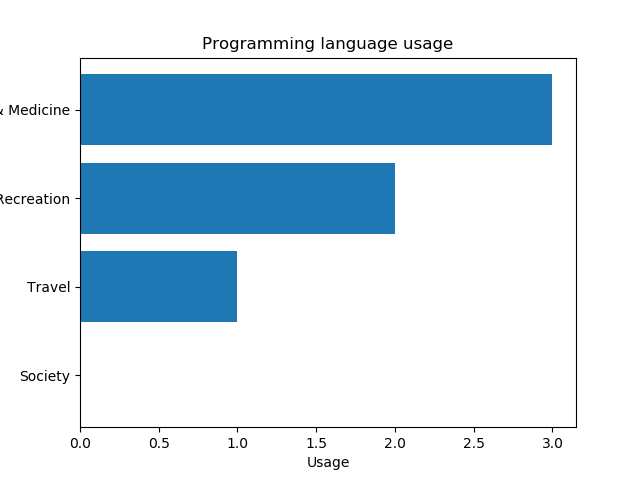 Programming language usage
& Medicine
Recreation
Travel
Society
0.0 0.5 1.0 1.5 2.0 2.5 3.0
Usage